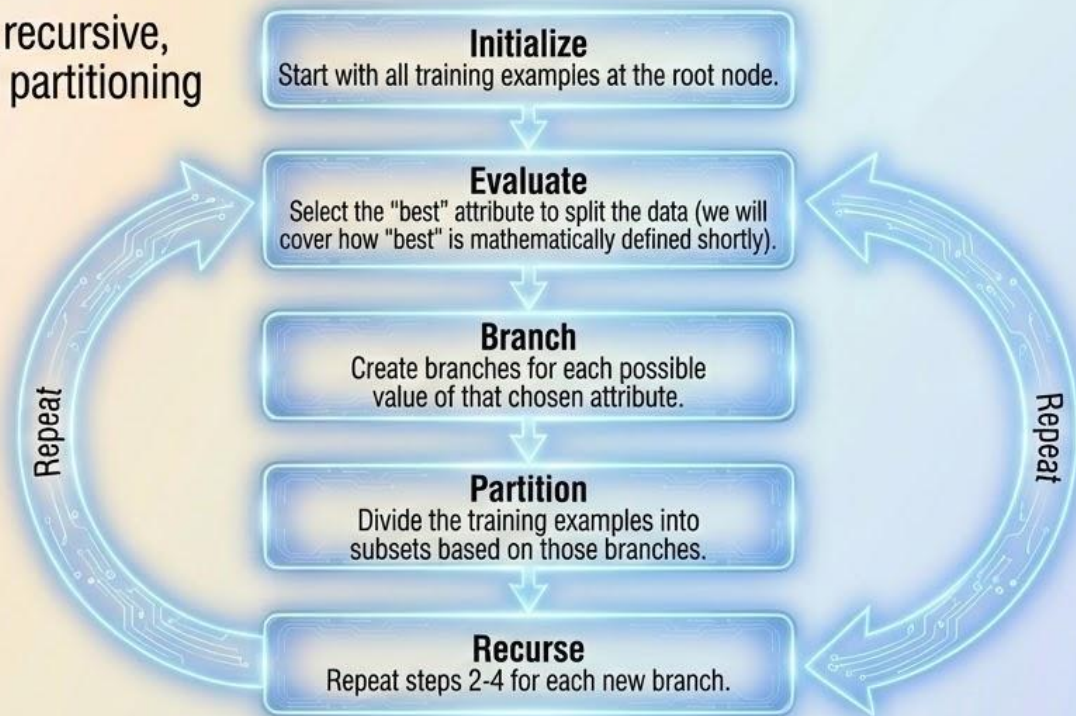 recursive,
partitioning
Initialize
Start with all training examples at the root node.
Evaluate
Select the "best" attribute to split the data (we will
cover how "best" is mathematically defined shortly).
Branch
Create branches for each possible
value of that chosen attribute.
Partition
Divide the training examples into
subsets based on those branches.
Recurse
Repeat steps 2-4 for each new branch.
Repeat
Repeat